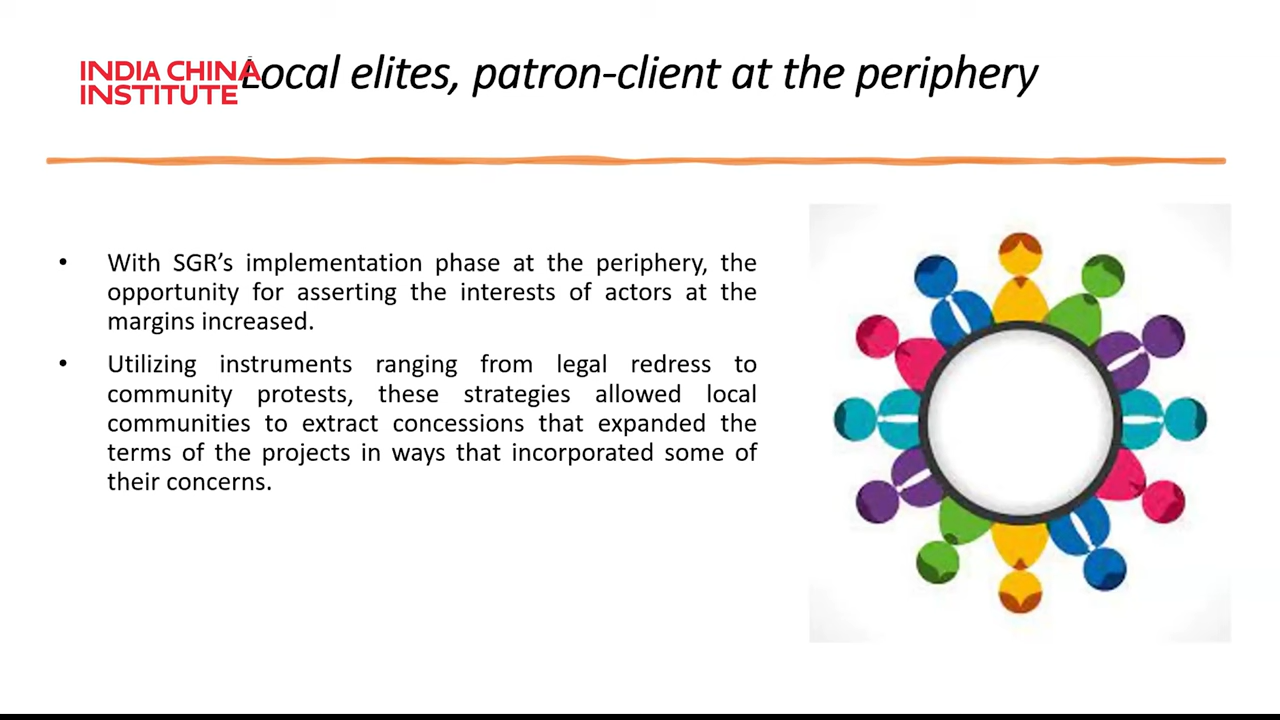 INDIA CHINA
INSTITUTE
Local elites, patron-client at the periphery
• With SGR’s implementation phase at the periphery, the
opportunity for asserting the interests of actors at the
margins increased.
• Utilizing instruments ranging from legal redress to
community protests, these strategies allowed local
communities to extract concessions that expanded the
terms of the projects in ways that incorporated some of
their concerns.